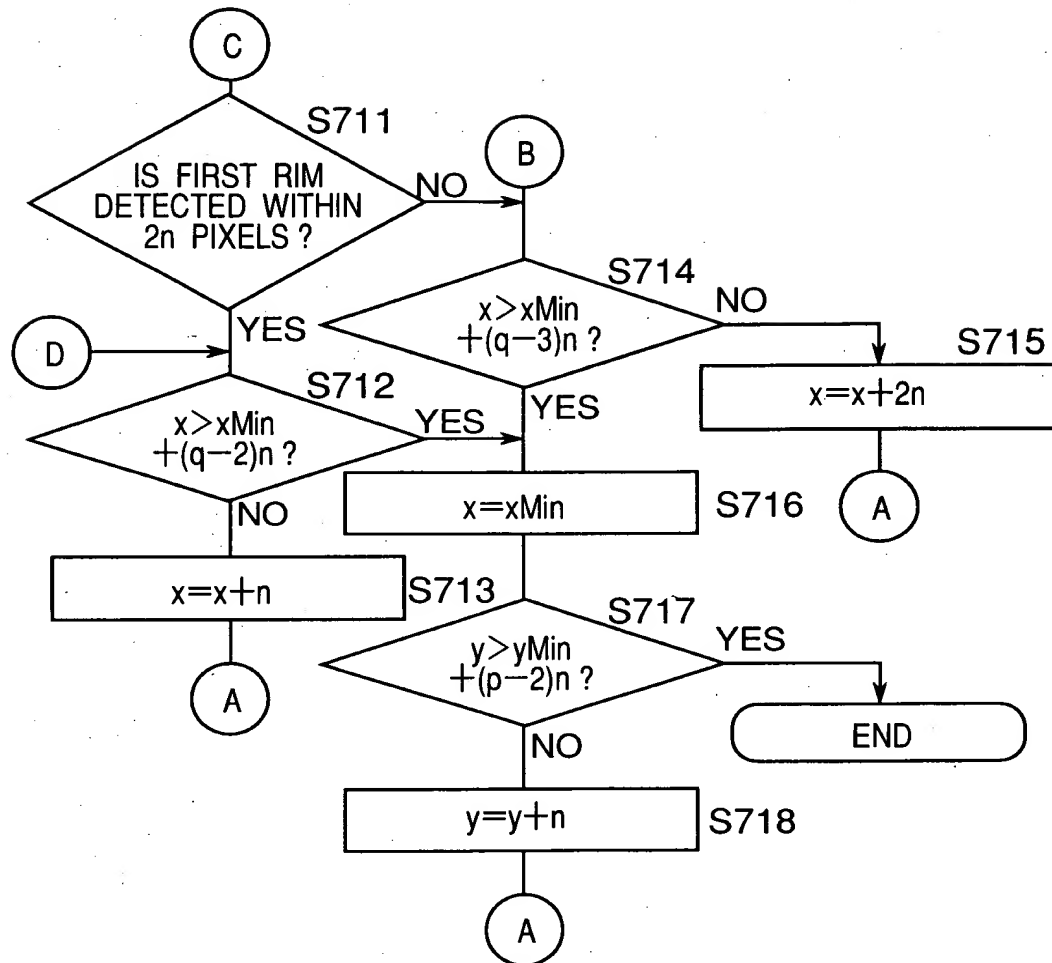 C
S711
IS FIRST RIM
DETECTED WITHIN
2n PIXELS ?
NO
B
YES
S714
x>xMin
+(q−3)n ?
NO
S715
x=x+2n
A
D
S712
x>xMin
+(q−2)n ?
YES
YES
NO
x=xMin
S716
x=x+n
S713
A
S717
y>yMin
+(p−2)n ?
YES
END
NO
y=y+n
S718
A